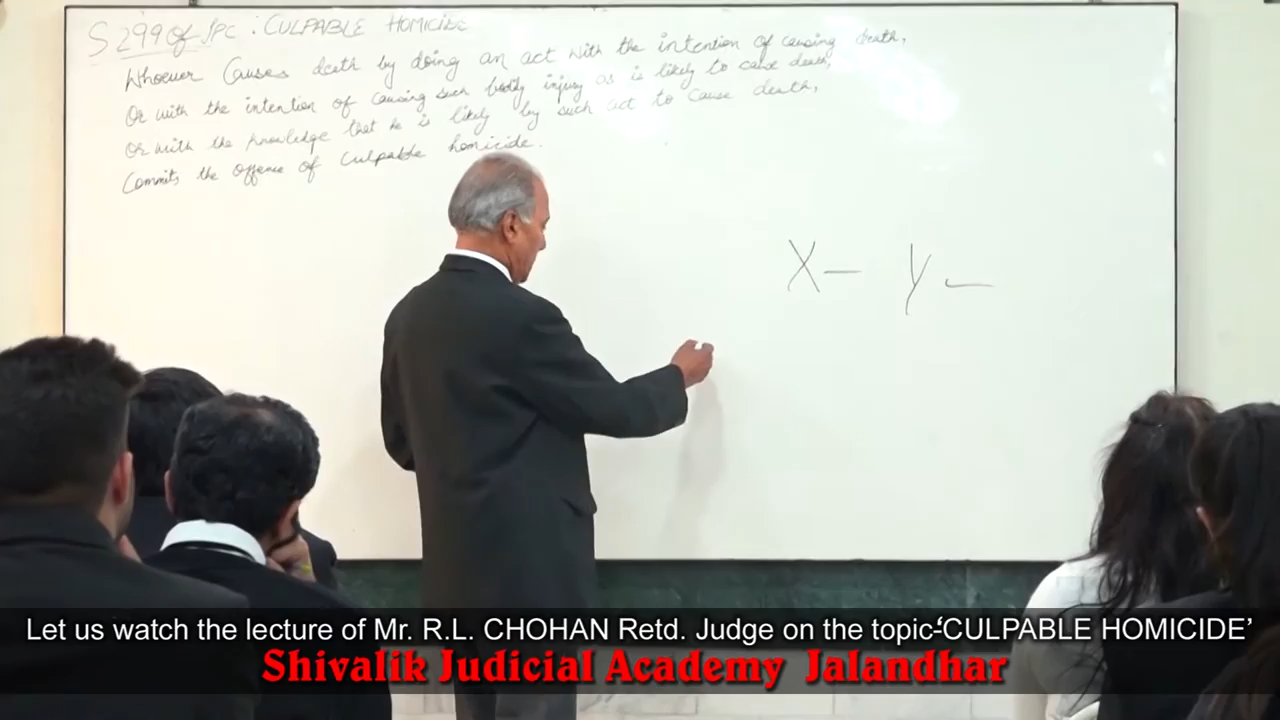 S 299 of IPC : CULPABLE HOMICIDE
Whoever Causes death by doing an act with the intention of causing death,
Or with the intention of causing such bodily injury as is likely to cause death,
Or with the knowledge that he is likely by such act to cause death,
Commits the offence of culpable homicide.
X — Y —
Let us watch the lecture of Mr. R.L. CHOHAN Retd. Judge on the topic-‘CULPABLE HOMICIDE’
Shivalik Judicial Academy Jalandhar